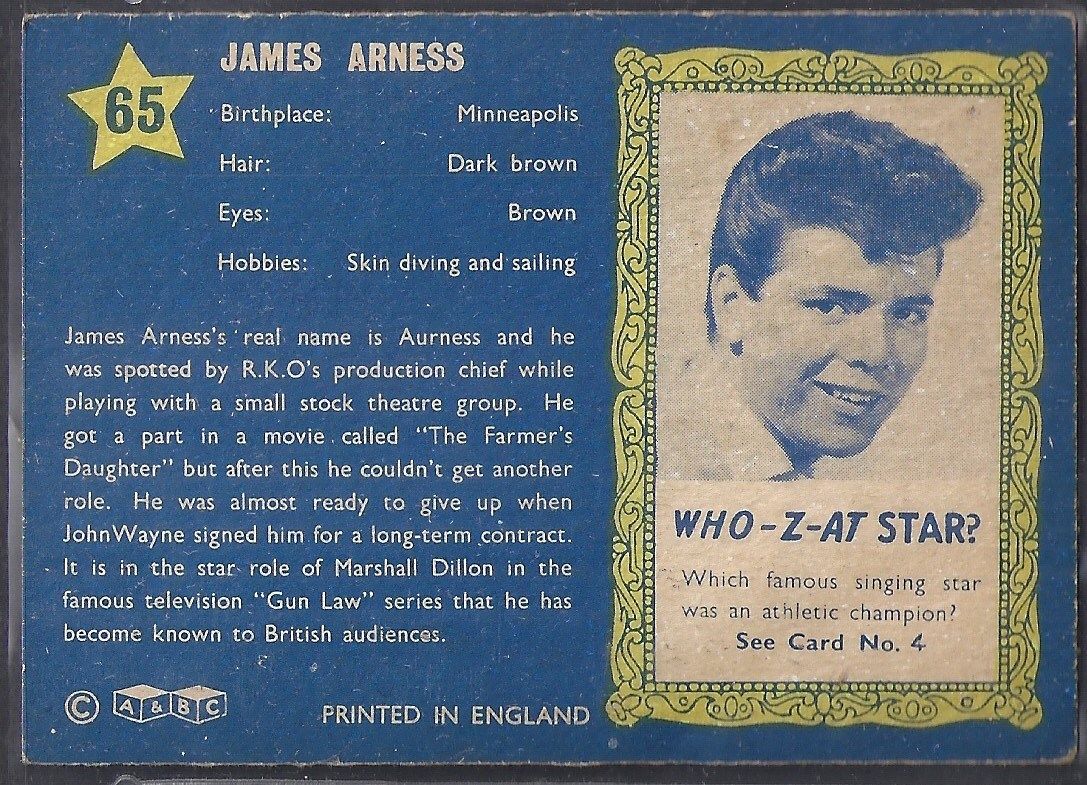 65
JAMES ARNESS
Birthplace: Minneapolis
Hair: Dark brown
Eyes: Brown
Hobbies: Skin diving and sailing
James Arness's real name is Aurness and he
was spotted by R.K.O's production chief while
playing with a small stock theatre group. He
got a part in a movie called "The Farmer's
Daughter" but after this he couldn't get another
role. He was almost ready to give up when
John Wayne signed him for a long-term contract.
It is in the star role of Marshall Dillon in the
famous television "Gun Law" series that he has
become known to British audiences.
© A & B C
PRINTED IN ENGLAND
WHO-Z-AT STAR?
Which famous singing star
was an athletic champion?
See Card No. 4